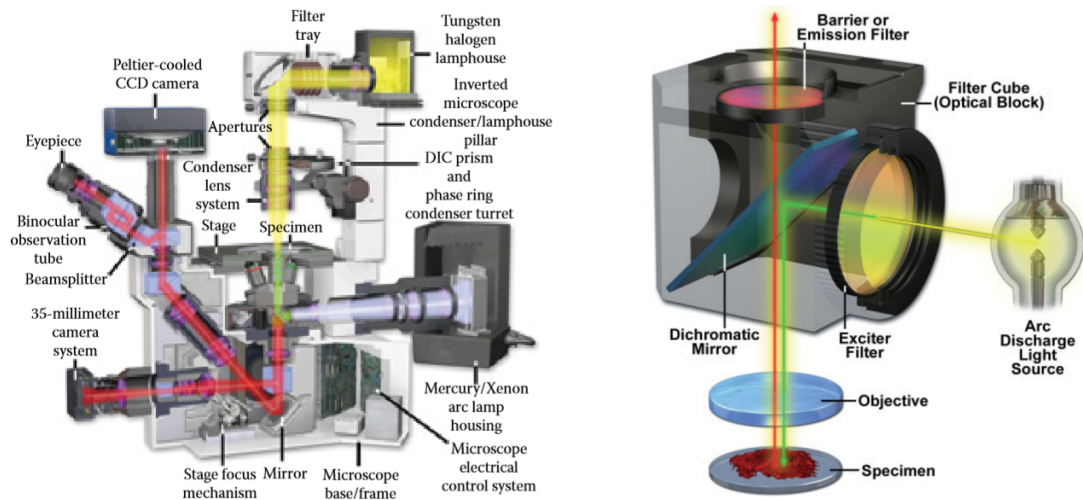 Filter
tray
Tungsten
halogen
lamphouse
Peltier-cooled
CCD camera
Inverted
microscope
condenser/lamphouse
pillar
Apertures
Eyepiece
Condenser
lens
system
DIC prism
and
phase ring
condenser turret
Binocular
observation
tube
Stage
Specimen
Beamsplitter
35-millimeter
camera
system
Mercury/Xenon
arc lamp
housing
Stage focus
mechanism
Mirror
Microscope
base/frame
Microscope
electrical
control system
Barrier or
Emission Filter
Filter Cube
(Optical Block)
Dichromatic
Mirror
Exciter
Filter
Arc
Discharge
Light
Source
Objective
Specimen